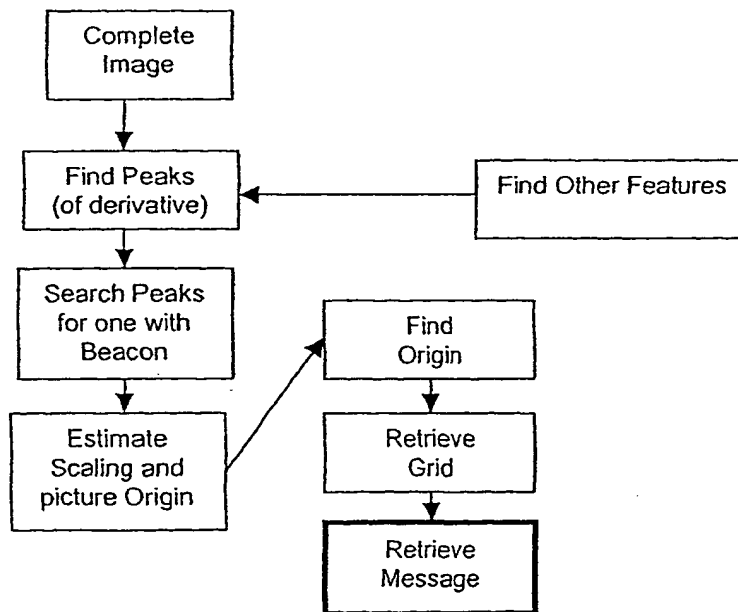 Complete
Image
Find Peaks
(of derivative)
Find Other Features
Search Peaks
for one with
Beacon
Find
Origin
Estimate
Scaling and
picture Origin
Retrieve
Grid
Retrieve
Message